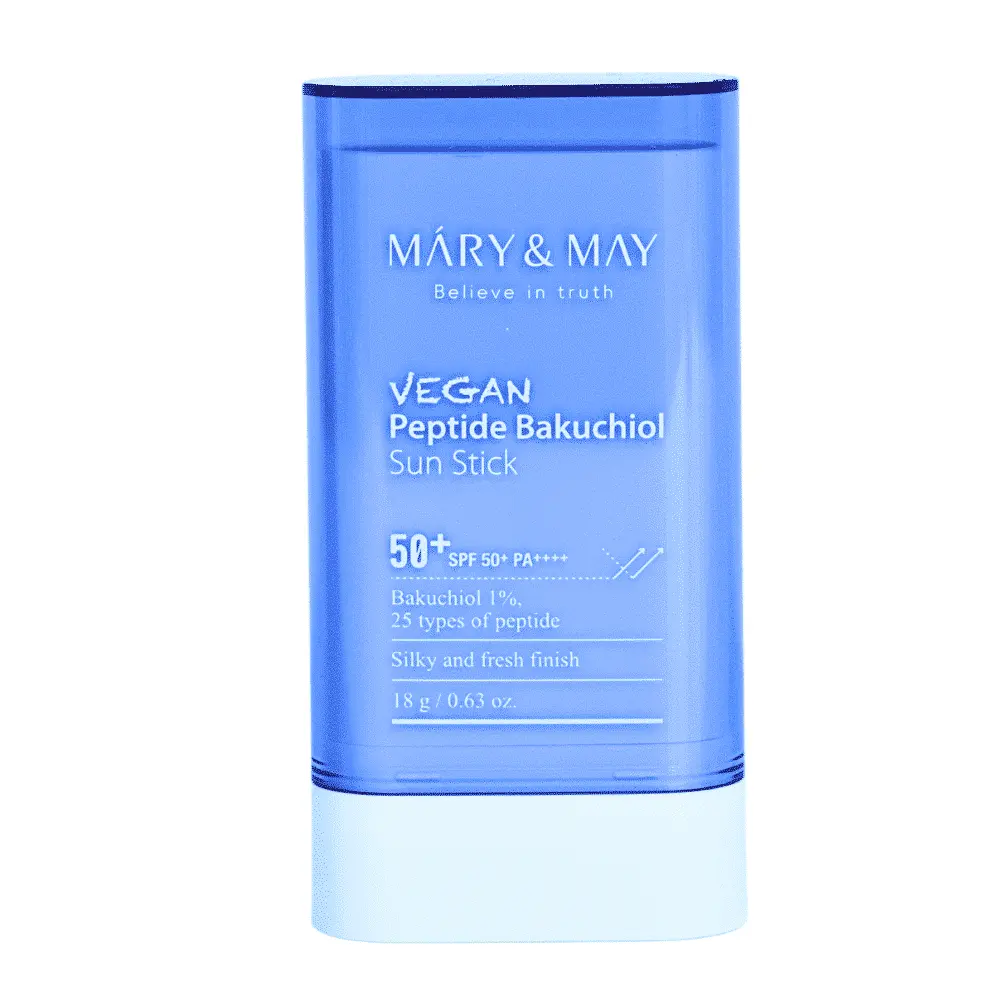 MÁRY & MAY
Believe in truth
VEGAN
Peptide Bakuchiol
Sun Stick
50+ SPF 50+ PA++++
Bakuchiol 1%,
25 types of peptide
Silky and fresh finish
18 g / 0.63 oz.